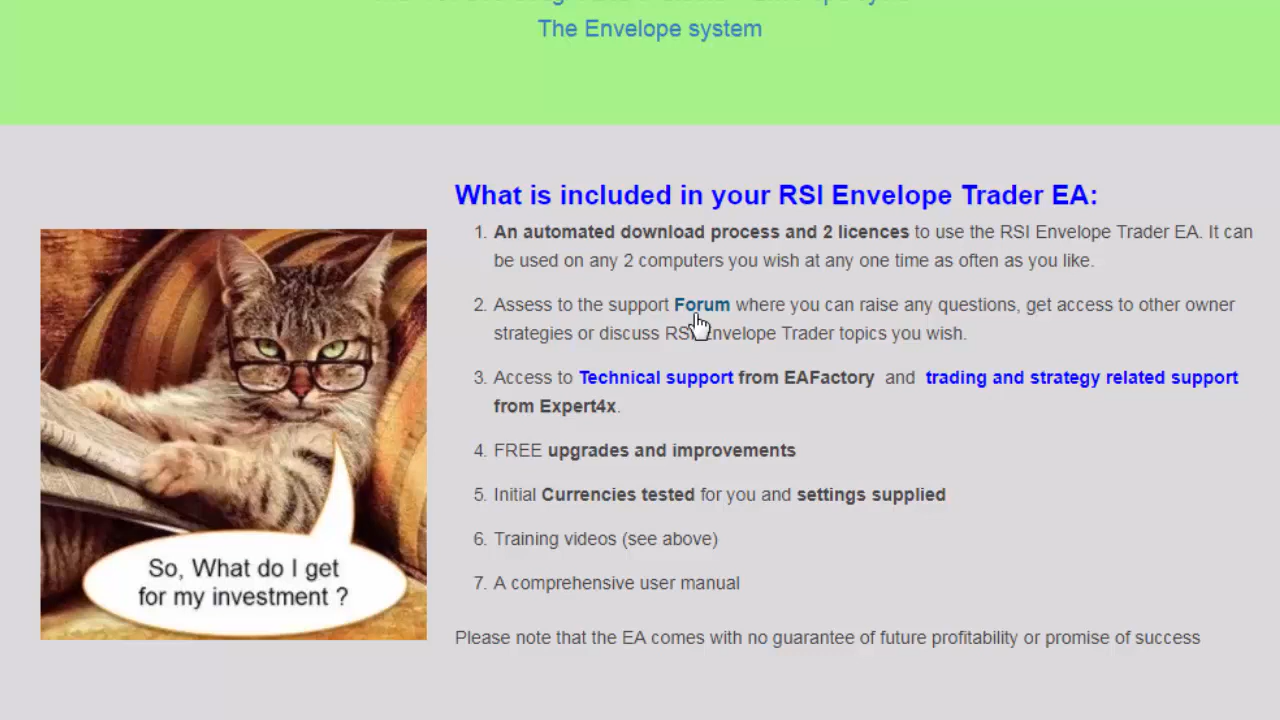 The Envelope system
What is included in your RSI Envelope Trader EA:
1. An automated download process and 2 licences to use the RSI Envelope Trader EA. It can
be used on any 2 computers you wish at any one time as often as you like.
2. Assess to the support Forum where you can raise any questions, get access to other owner
strategies or discuss RSI Envelope Trader topics you wish.
3. Access to Technical support from EAFactory and trading and strategy related support
from Expert4x.
4. FREE upgrades and improvements
5. Initial Currencies tested for you and settings supplied
6. Training videos (see above)
7. A comprehensive user manual
Please note that the EA comes with no guarantee of future profitability or promise of success
So, What do I get
for my investment ?